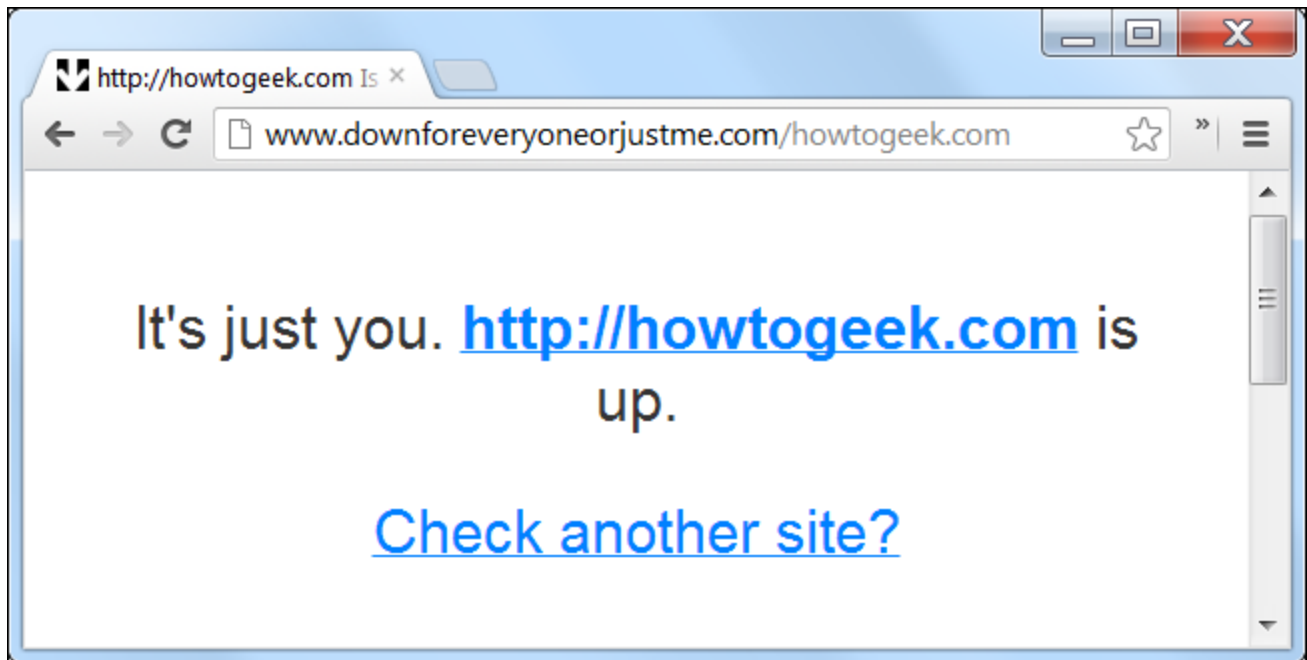 http://howtogeek.com Is
www.downforeveryoneorjustme.com/howtogeek.com
It's just you. http://howtogeek.com is
up.
Check another site?